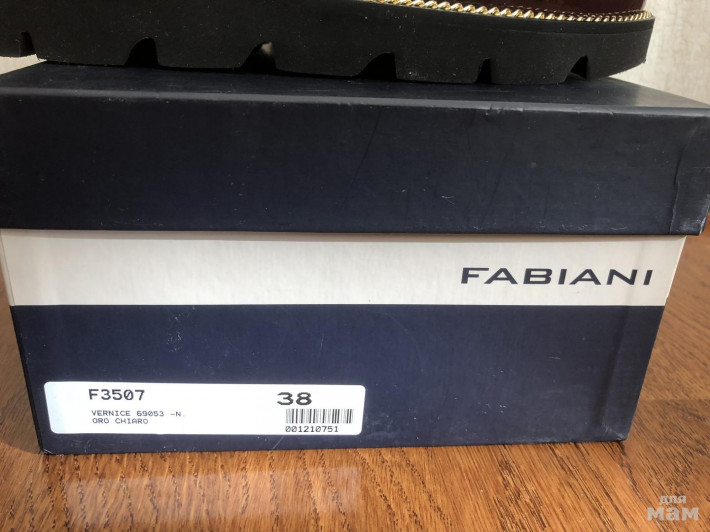 FABIANI
F3507
38
VERNICE 69053 -N.
ORO CHIARO
001210751
для
мам